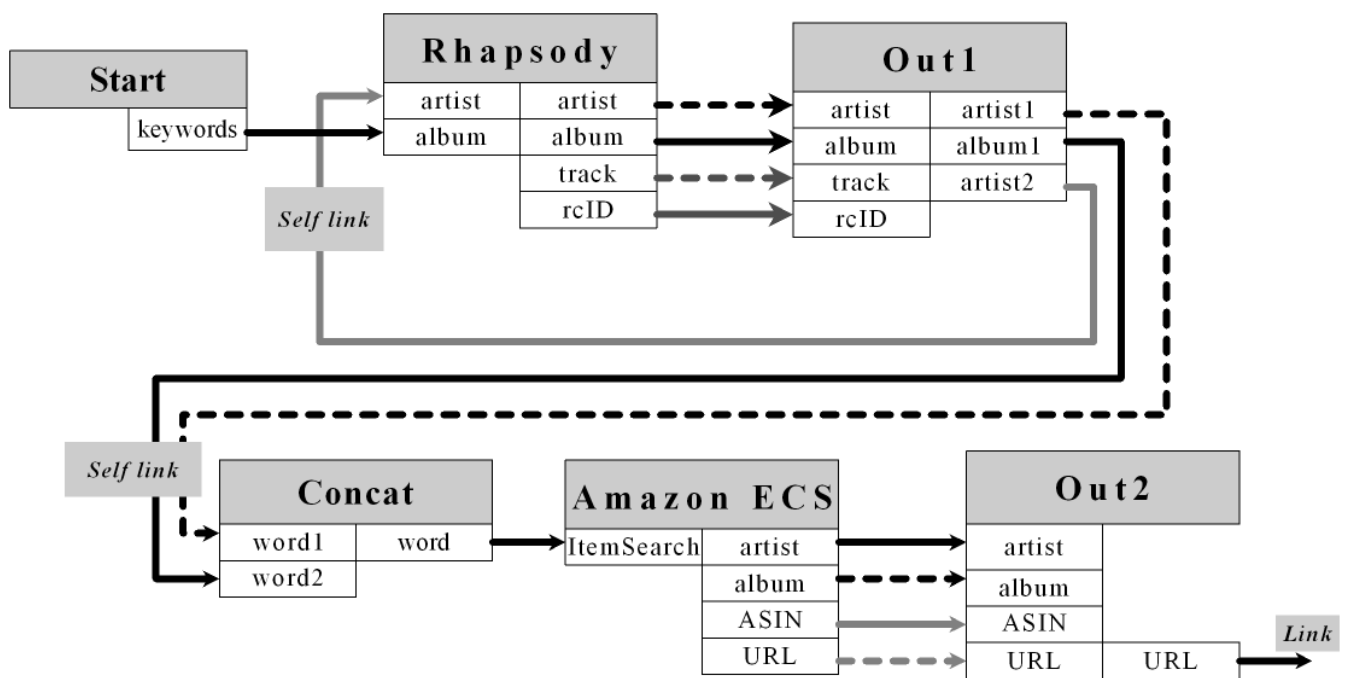 Start
keywords
Rhapsody
artist artist
album album
track
rcID
Out1
artist artist1
album album1
track artist2
rcID
Self link
Self link
Concat
word1 word
word2
Amazon ECS
ItemSearch artist
album
ASIN
URL
Out2
artist
album
ASIN
URL URL
Link